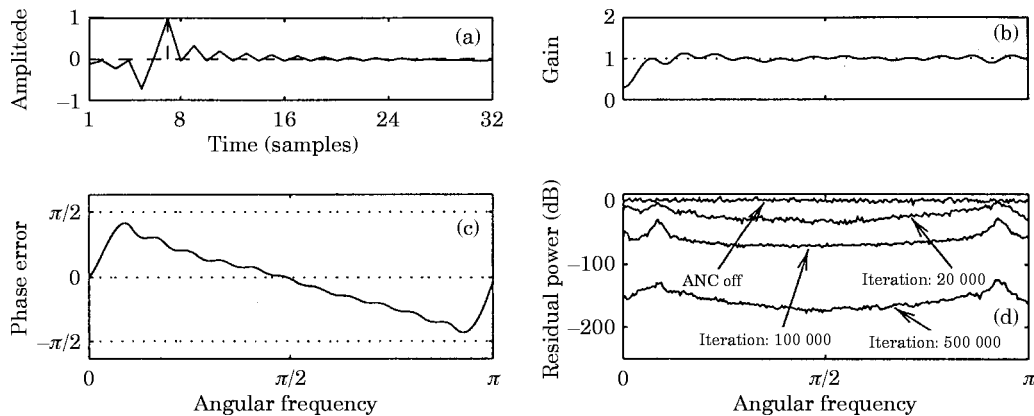 Amplitede
1
0
−1
(a)
1
8
16
24
32
Time (samples)
Gain
2
1
0
(b)
0
π/2
π
Phase error
π/2
0
−π/2
(c)
0
π/2
π
Angular frequency
Residual power (dB)
0
−100
−200
ANC off
Iteration: 20 000
Iteration: 100 000
Iteration: 500 000
(d)
0
π/2
π
Angular frequency